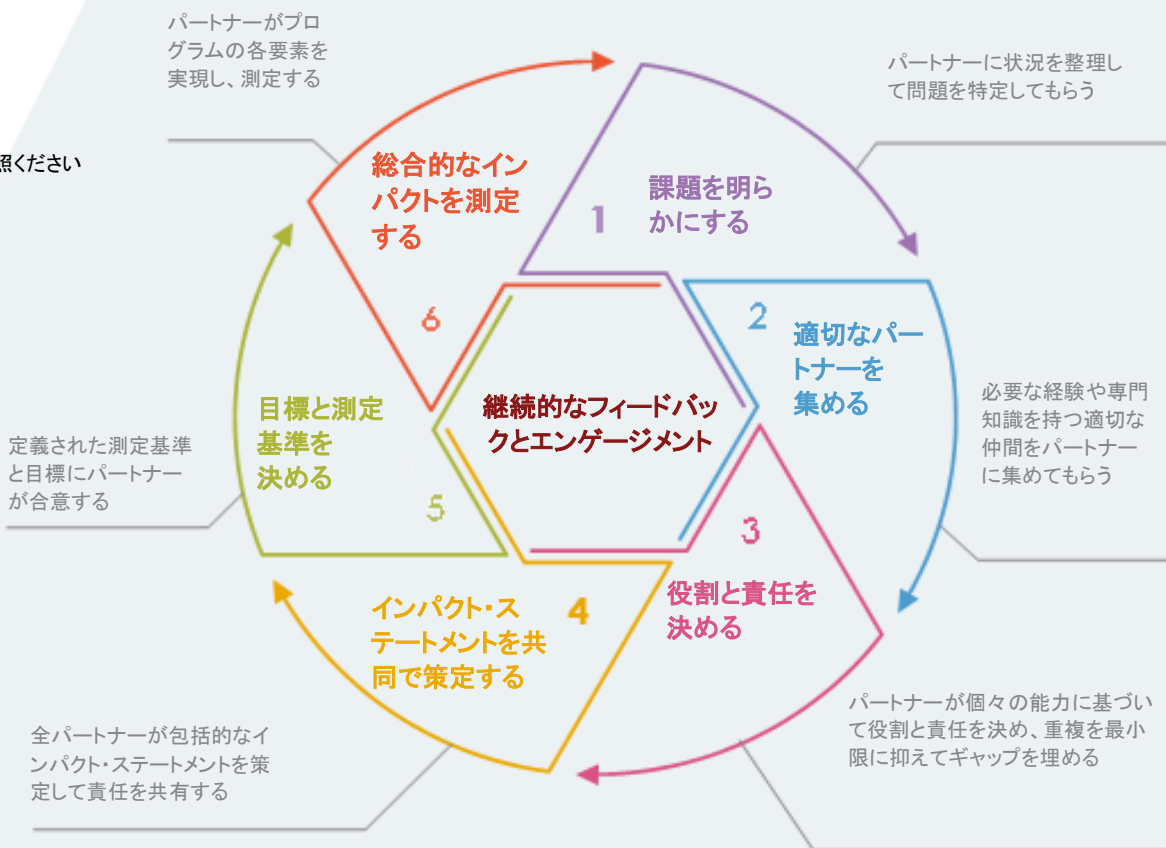 パートナーがプロ
グラムの各要素を
実現し、測定する
パートナーに状況を整理し
て問題を特定してもらう
照ください
総合的なイン
パクトを測定
する
6
1
課題を明ら
かにする
2
適切なパー
トナーを
集める
必要な経験や専門
知識を持つ適切な
仲間をパートナー
に集めてもらう
継続的なフィードバッ
クとエンゲージメント
目標と測定
基準を
決める
5
定義された測定基準
と目標にパートナー
が合意する
3
役割と責任を
決める
4
インパクト・ス
テートメントを共
同で策定する
パートナーが個々の能力に基づい
て役割と責任を決め、重複を最小
限に抑えてギャップを埋める
全パートナーが包括的なイ
ンパクト・ステートメントを策
定して責任を共有する